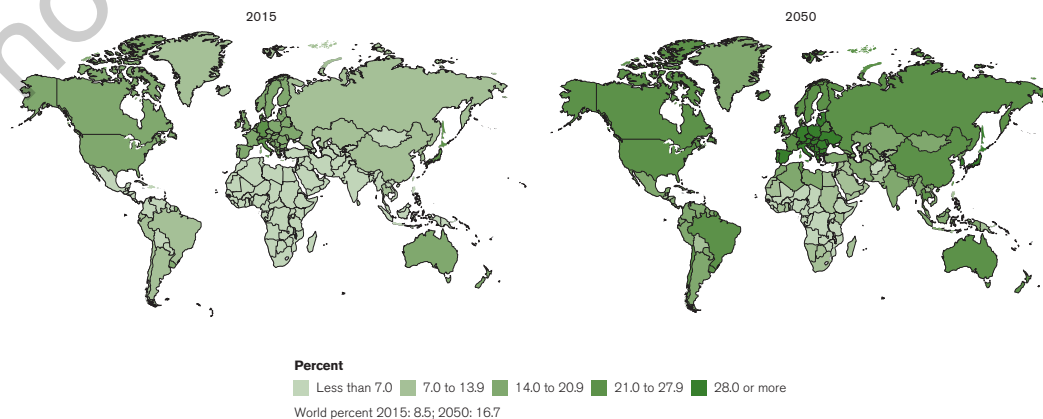 2015
2050
no
Percent
Less than 7.0
7.0 to 13.9
14.0 to 20.9
21.0 to 27.9
28.0 or more
World percent 2015: 8.5; 2050: 16.7